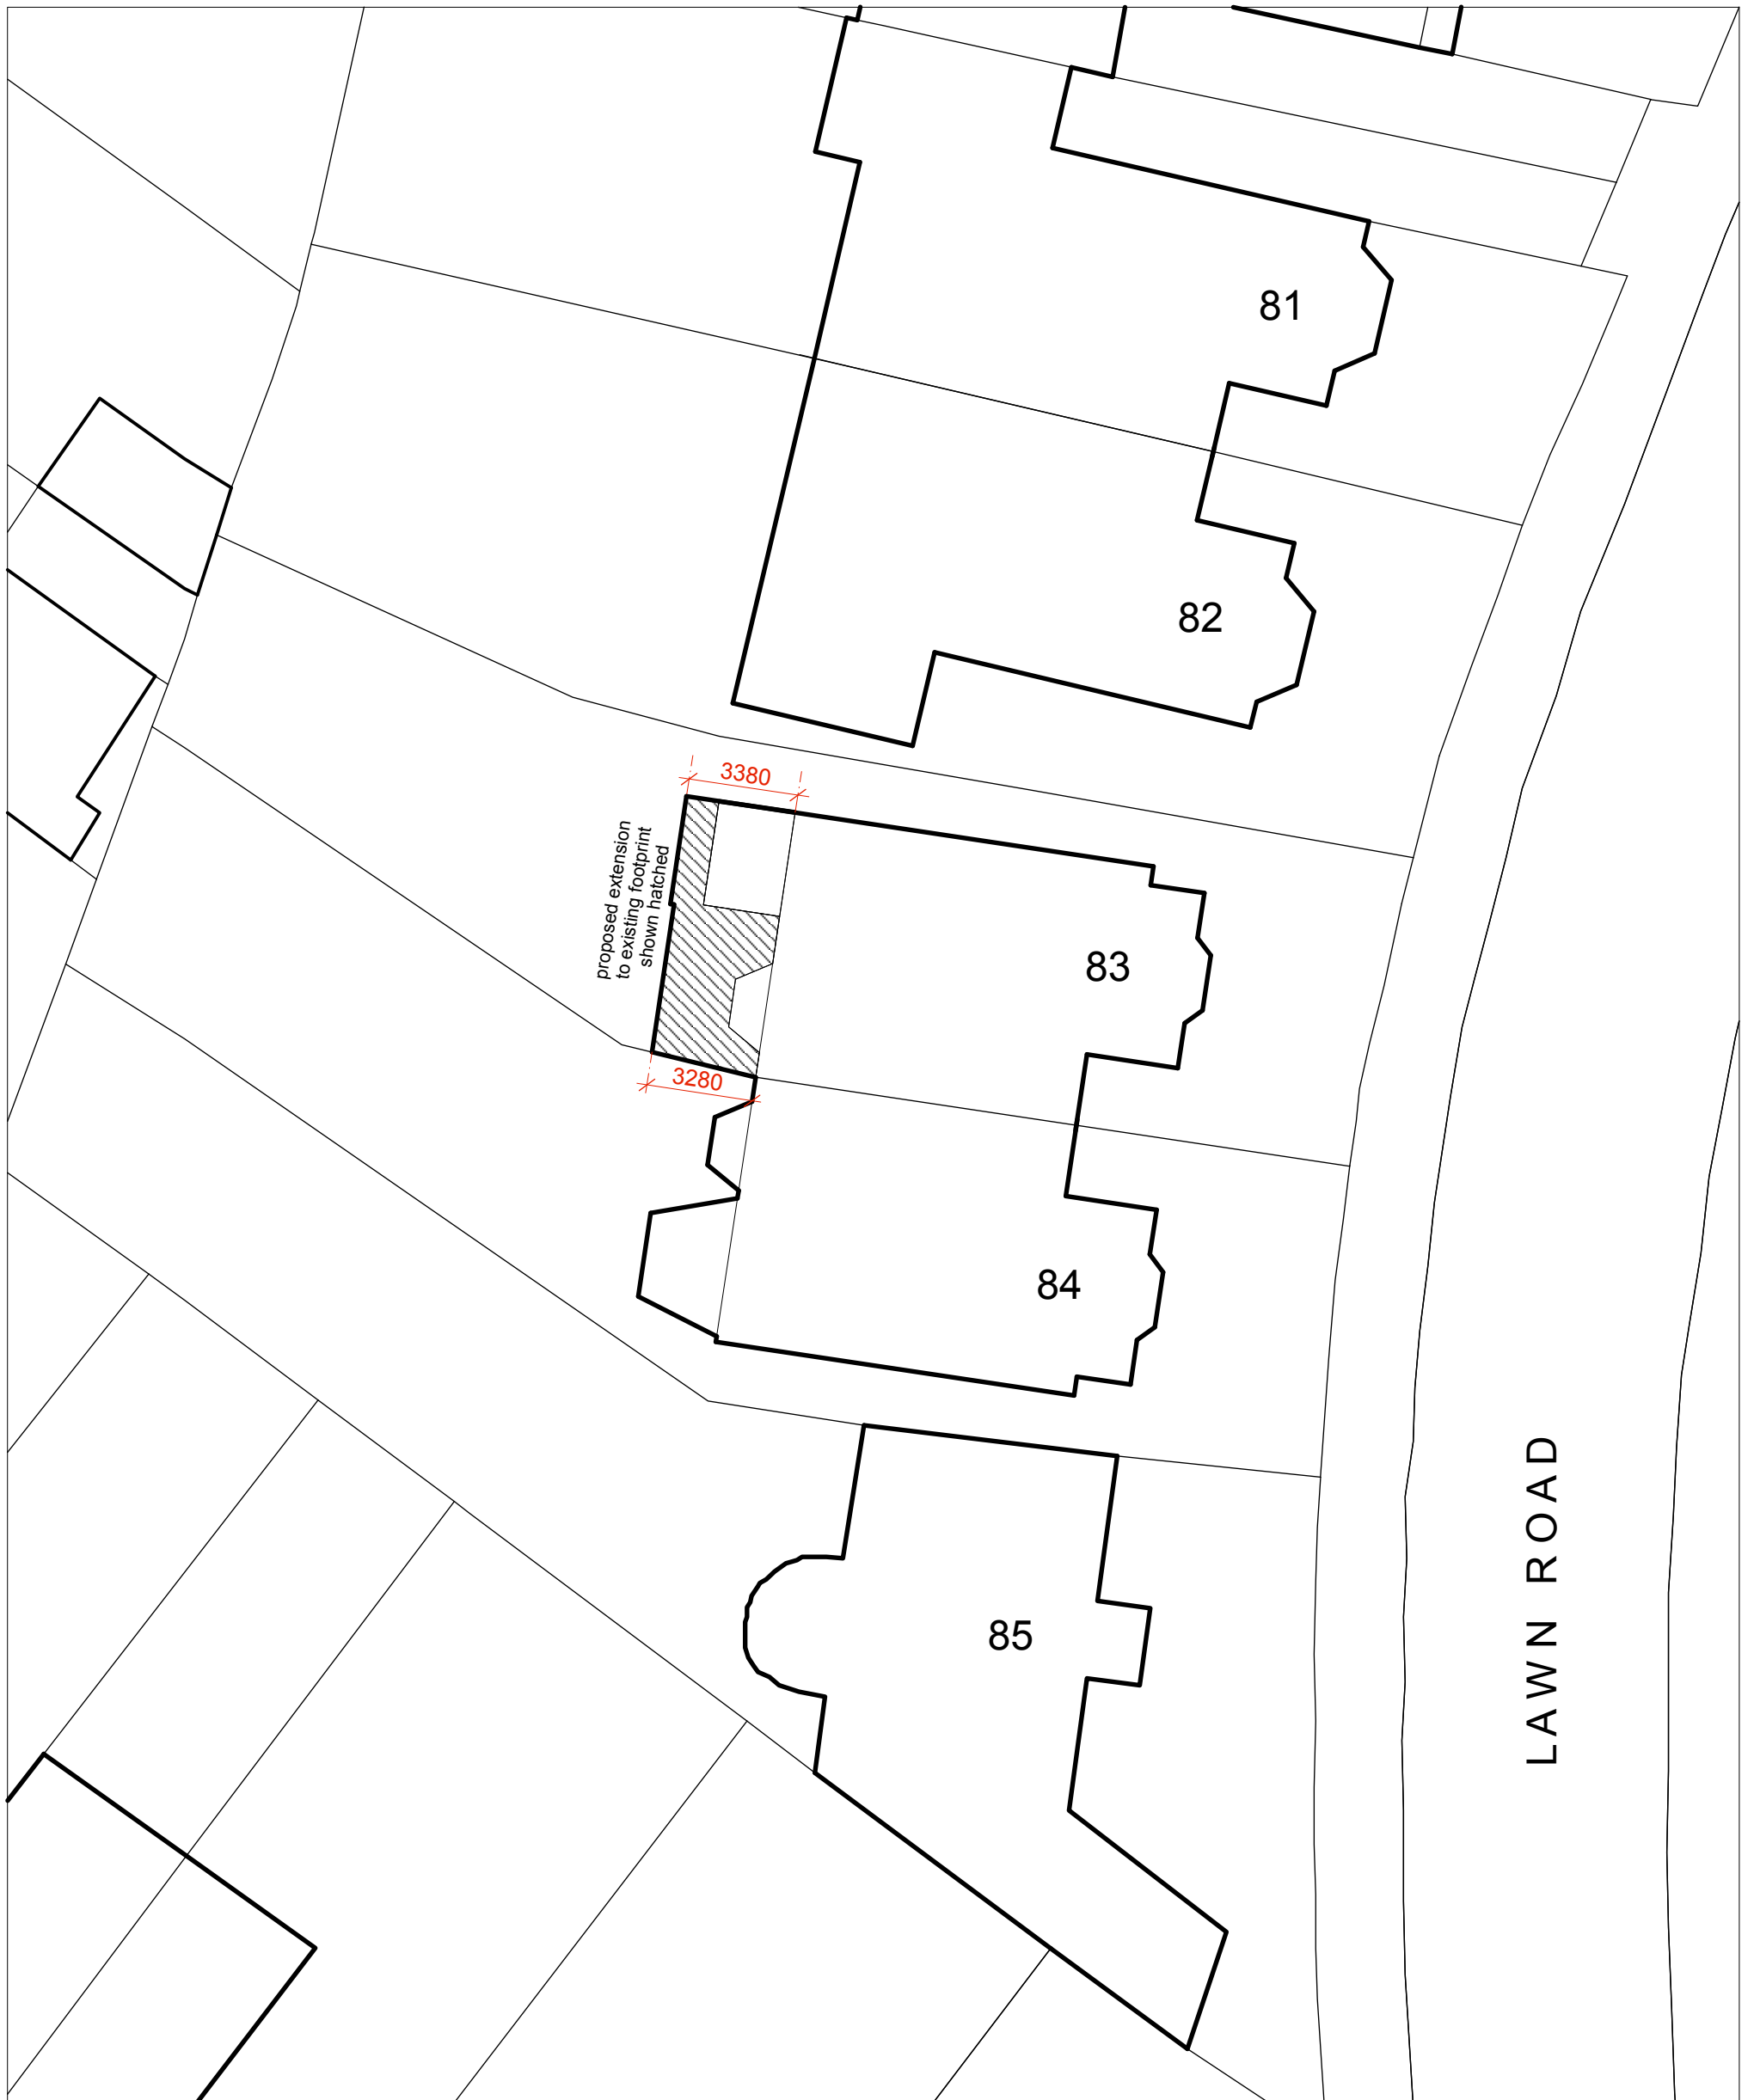 81
82
3380
proposed extension
to existing footprint
shown hatched
83
3280
84
85
LAWN ROAD